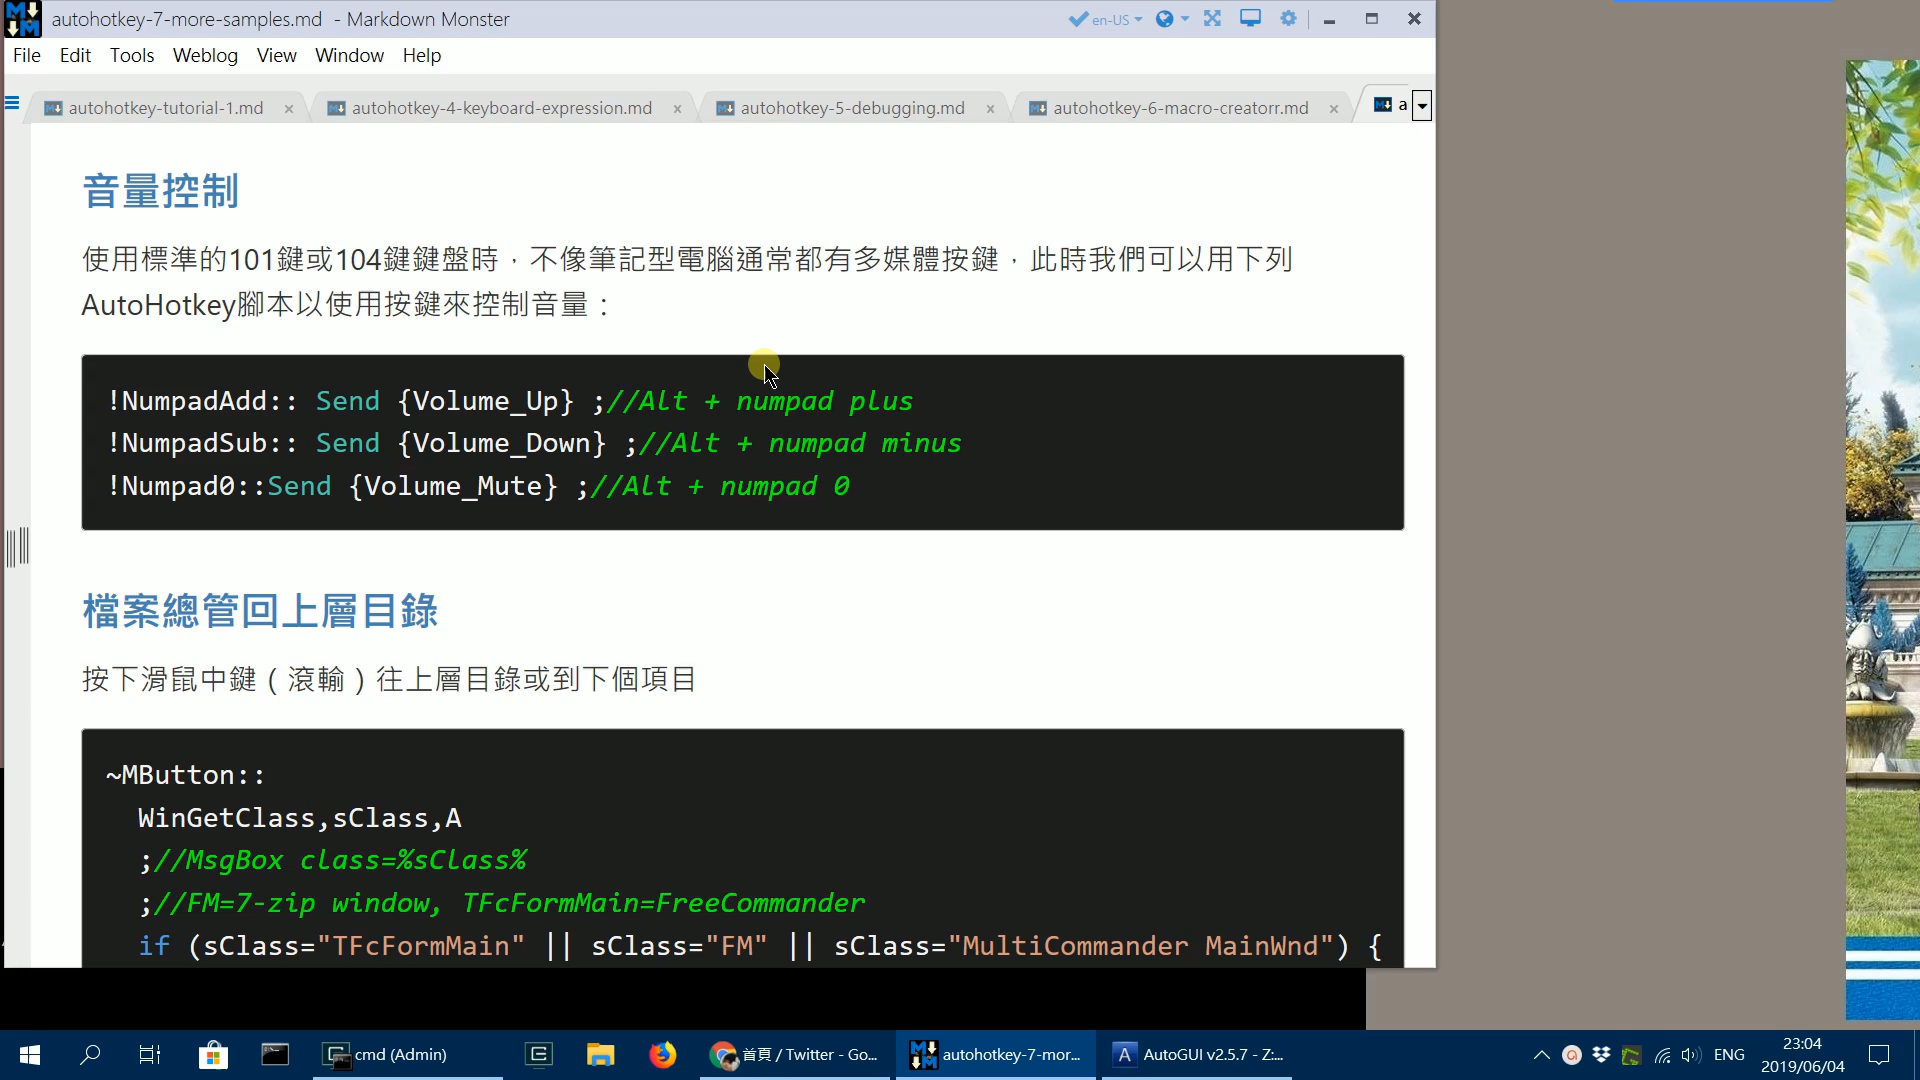 autohotkey-7-more-samples.md - Markdown Monster
en-US
File Edit Tools Weblog View Window Help
autohotkey-tutorial-1.md
autohotkey-4-keyboard-expression.md
autohotkey-5-debugging.md
autohotkey-6-macro-creatorr.md
a
音量控制
使用標準的101鍵或104鍵鍵盤時，不像筆記型電腦通常都有多媒體按鍵，此時我們可以用下列
AutoHotkey腳本以使用按鍵來控制音量：
!NumpadAdd:: Send {Volume_Up} ;//Alt + numpad plus
!NumpadSub:: Send {Volume_Down} ;//Alt + numpad minus
!Numpad0::Send {Volume_Mute} ;//Alt + numpad 0
檔案總管回上層目錄
按下滑鼠中鍵（滾輸）往上層目錄或到下個項目
~MButton::
WinGetClass,sClass,A
;//MsgBox class=%sClass%
;//FM=7-zip window, TFcFormMain=FreeCommander
if (sClass="TFcFormMain" || sClass="FM" || sClass="MultiCommander MainWnd") {
cmd (Admin)
首頁 / Twitter - Go...
autohotkey-7-mor...
AutoGUI v2.5.7 - Z:...
ENG
23:04
2019/06/04